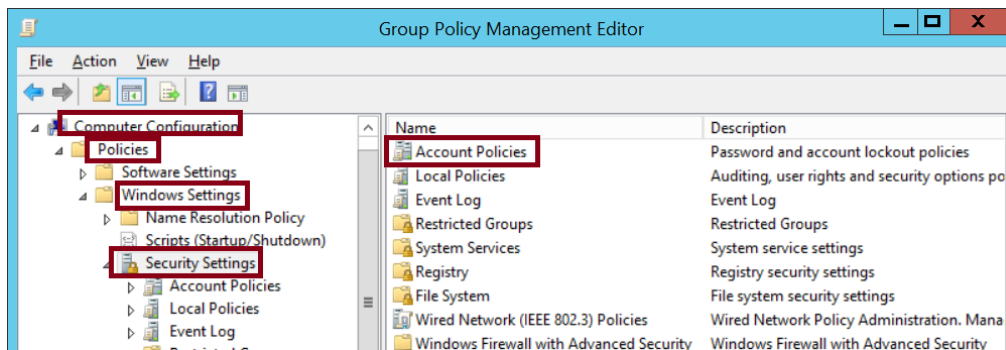 Group Policy Management Editor
X
File Action View Help
Computer Configuration
Policies
Software Settings
Windows Settings
Name Resolution Policy
Scripts (Startup/Shutdown)
Security Settings
Account Policies
Local Policies
Event Log
Name Description
Account Policies Password and account lockout policies
Local Policies Auditing, user rights and security options po
Event Log Event Log
Restricted Groups Restricted Groups
System Services System service settings
Registry Registry security settings
File System File system security settings
Wired Network (IEEE 802.3) Policies Wired Network Policy Administration. Mana
Windows Firewall with Advanced Security Windows Firewall with Advanced Security